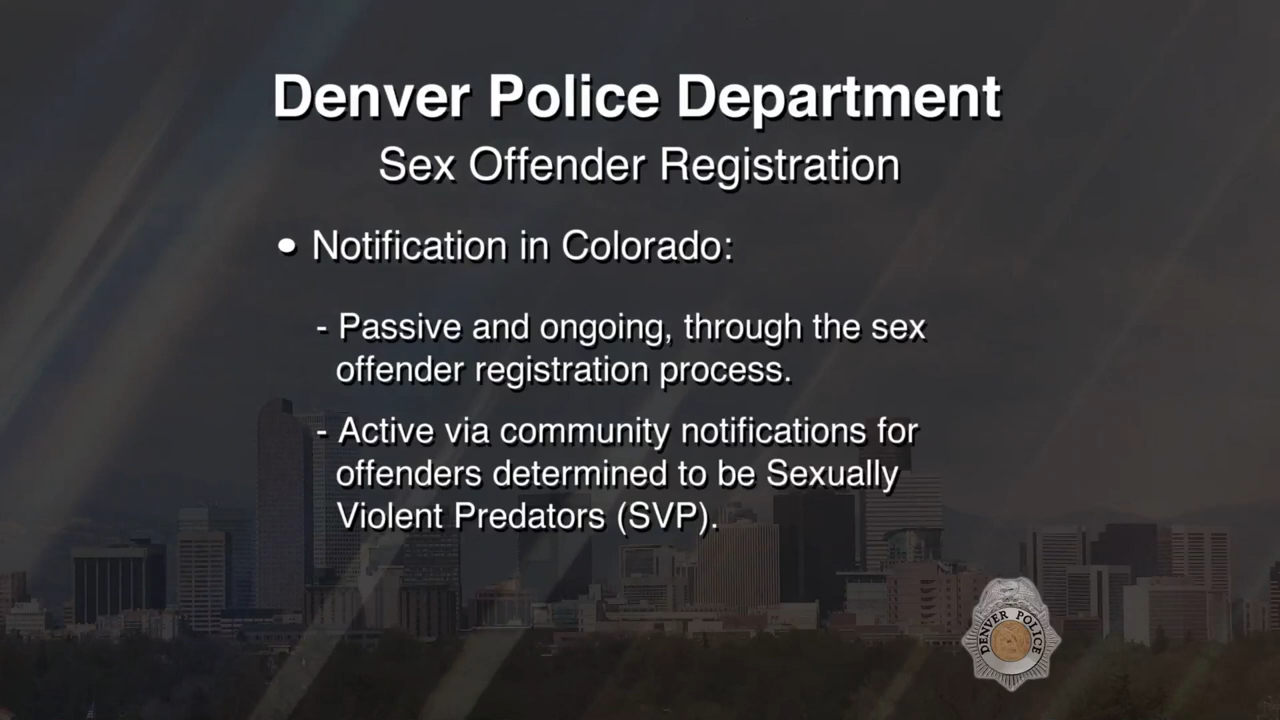 Denver Police Department
Sex Offender Registration
• Notification in Colorado:
- Passive and ongoing, through the sex
offender registration process.
- Active via community notifications for
offenders determined to be Sexually
Violent Predators (SVP).
DENVER POLICE